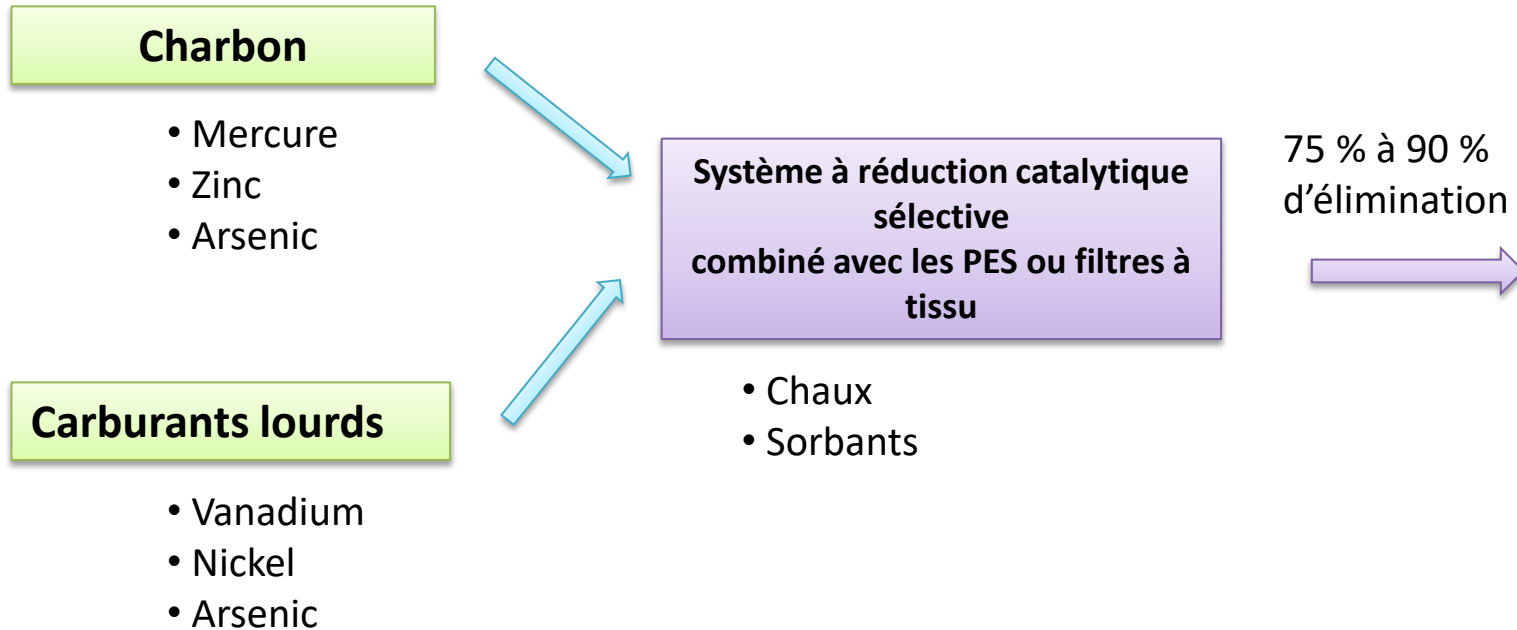 Charbon
• Mercure
• Zinc
• Arsenic
Carburants lourds
• Vanadium
• Nickel
• Arsenic
Système à réduction catalytique
sélective
combiné avec les PES ou filtres à
tissu
• Chaux
• Sorbants
75 % à 90 %
d’élimination